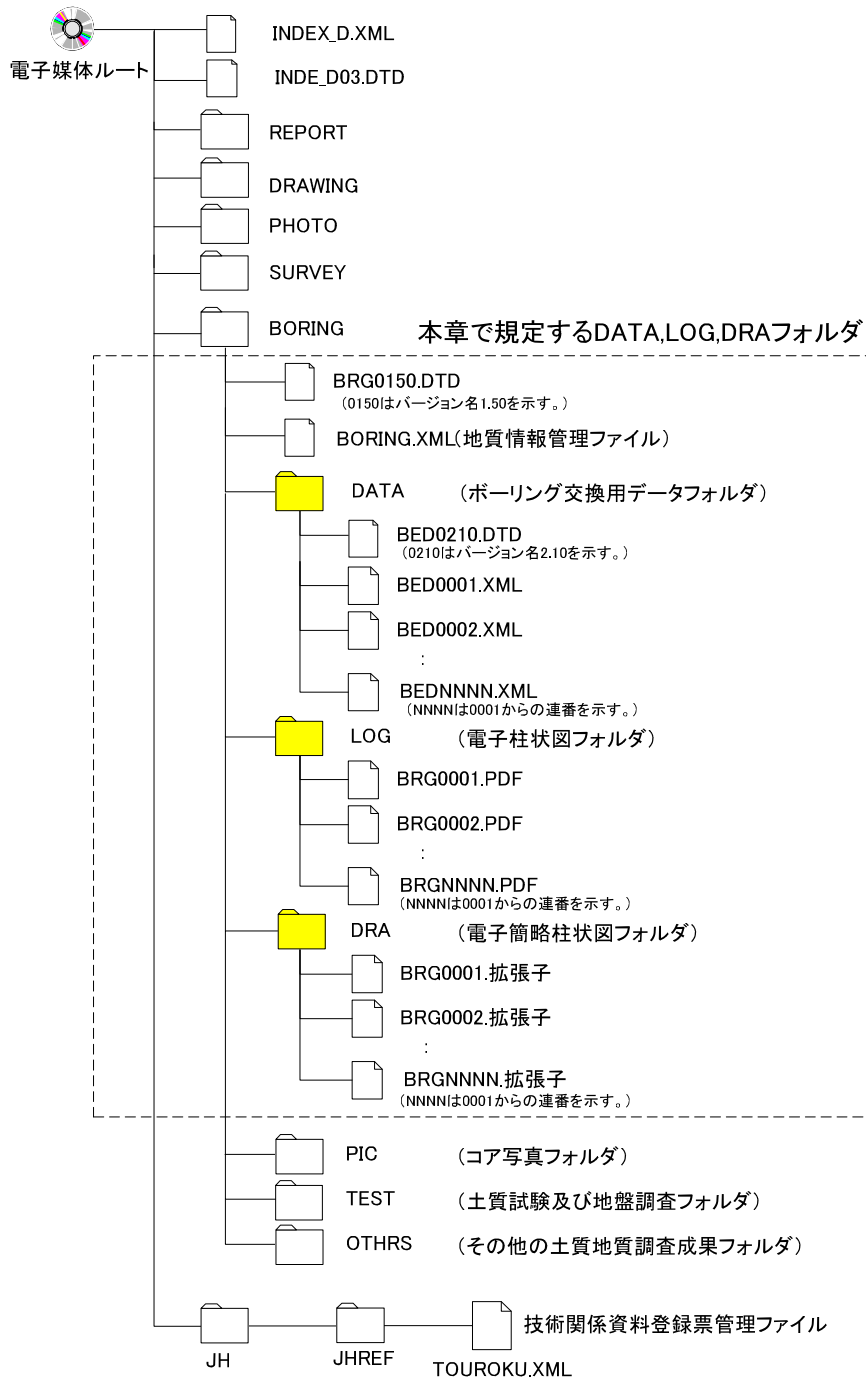 INDEX_D.XML
電子媒体ルート
INDE_D03.DTD
REPORT
DRAWING
PHOTO
SURVEY
BORING
本章で規定するDATA,LOG,DRAフォルダ
BRG0150.DTD
(0150はバージョン名1.50を示す。)
BORING.XML(地質情報管理ファイル)
DATA (ボーリング交換用データフォルダ)
BED0210.DTD
(0210はバージョン名2.10を示す。)
BED0001.XML
BED0002.XML
:
BEDNNNN.XML
(NNNNは0001からの連番を示す。)
LOG (電子柱状図フォルダ)
BRG0001.PDF
BRG0002.PDF
:
BRGNNNN.PDF
(NNNNは0001からの連番を示す。)
DRA (電子簡略柱状図フォルダ)
BRG0001.拡張子
BRG0002.拡張子
:
BRGNNNN.拡張子
(NNNNは0001からの連番を示す。)
PIC (コア写真フォルダ)
TEST (土質試験及び地盤調査フォルダ)
OTHRS (その他の土質地質調査成果フォルダ)
技術関係資料登録票管理ファイル
JH
JHREF
TOUROKU.XML